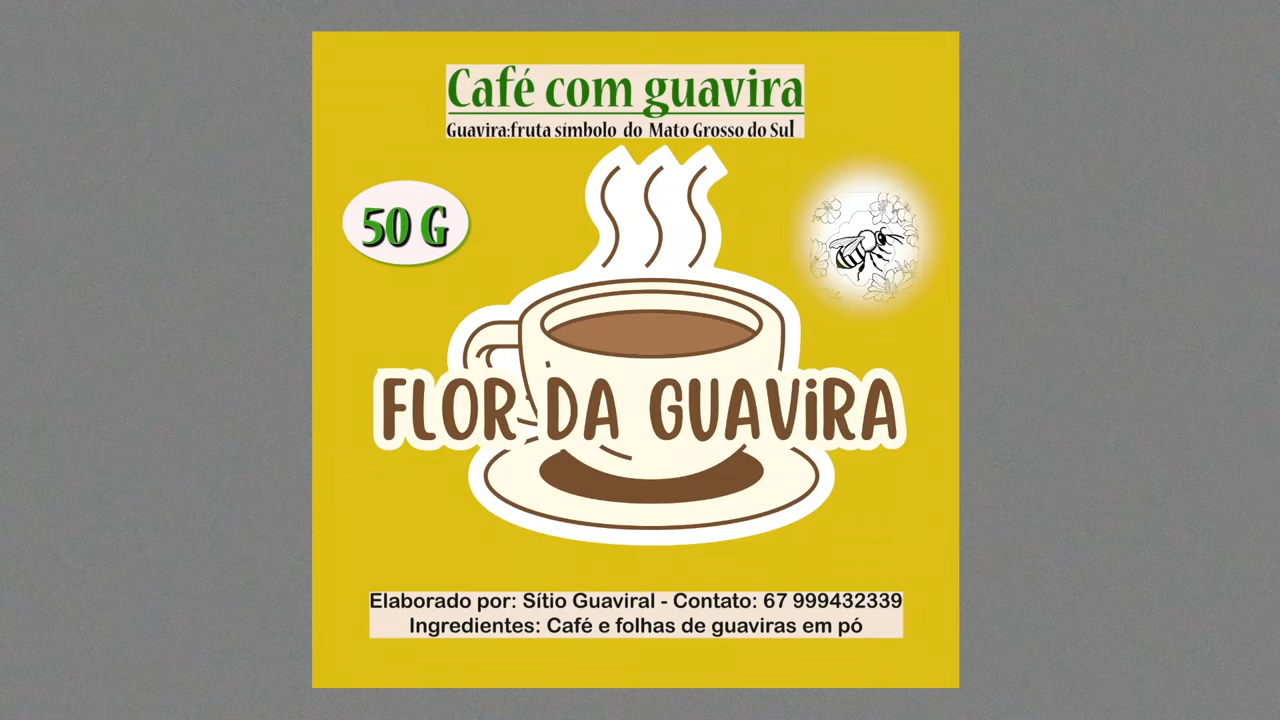 Café com guavira
Guavira:fruta símbolo do Mato Grosso do Sul
50 G
FLOR DA GUAViRA
Elaborado por: Sítio Guaviral - Contato: 67 999432339
Ingredientes: Café e folhas de guaviras em pó